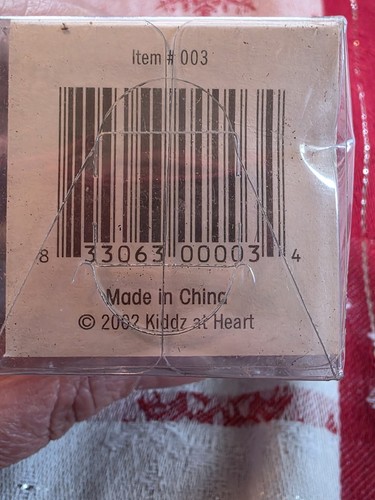 Item # 003
8 33063 00003 4
Made in China
© 2002 Kiddz at Heart